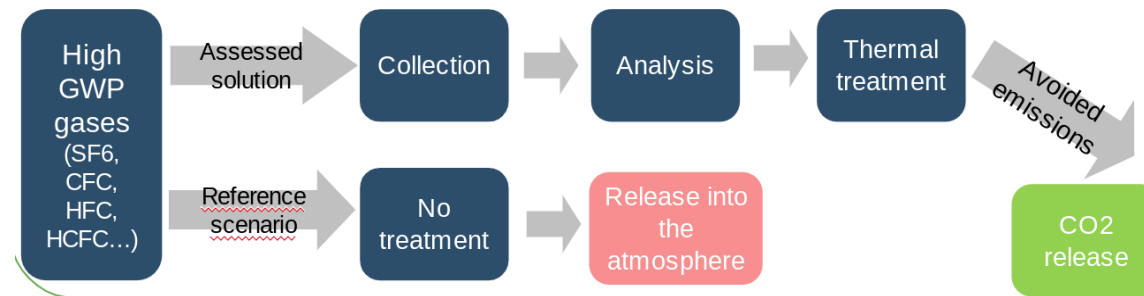 High
GWP
gases
(SF6,
CFC,
HFC,
HCFC…)
Assessed
solution
Collection
Analysis
Thermal
treatment
Avoided
emissions
Reference
scenario
No
treatment
Release into
the
atmosphere
CO2
release